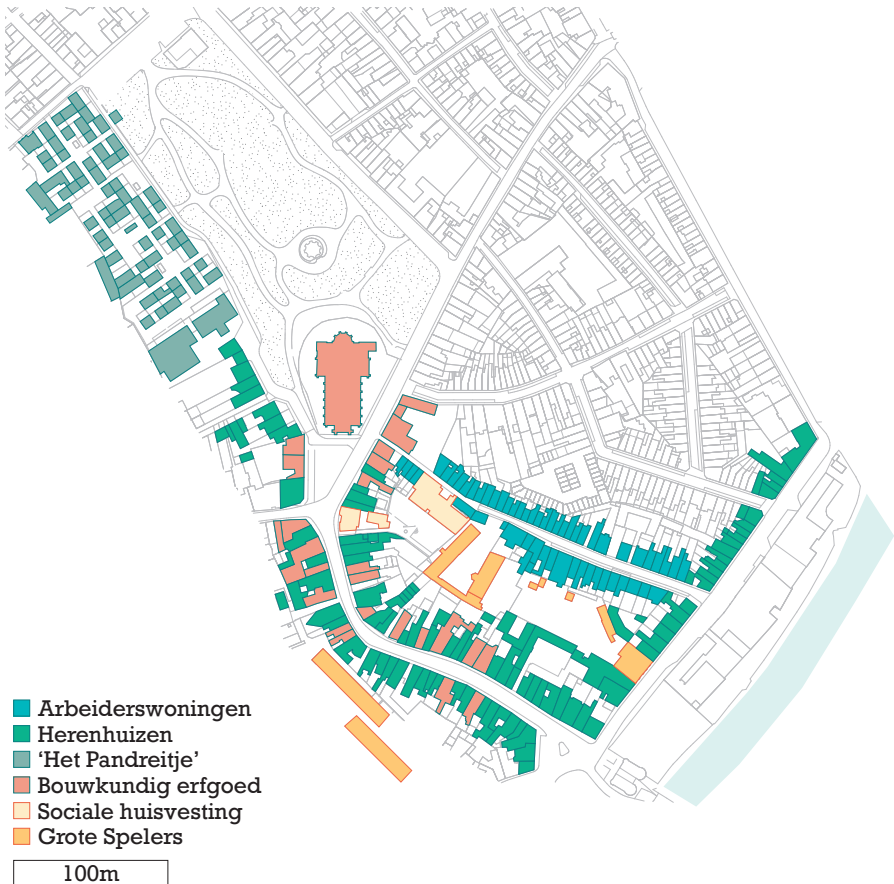 Arbeiderswoningen
Herenhuizen
‘Het Pandreitje’
Bouwkundig erfgoed
Sociale huisvesting
Grote Spelers
100m